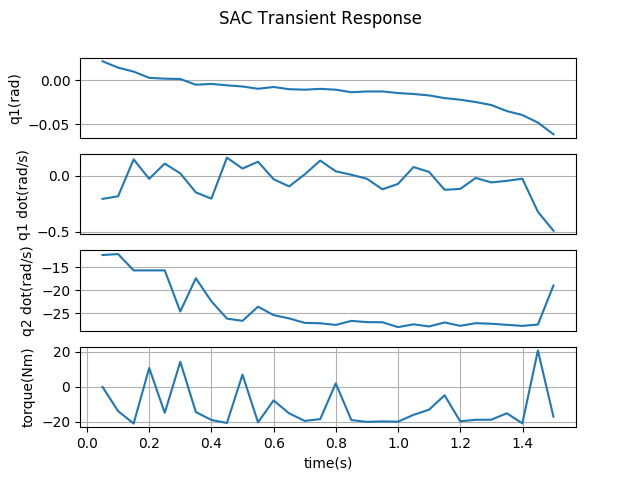 SAC Transient Response
q1(rad)
0.00
−0.05
q1 dot(rad/s)
0.0
−0.5
q2 dot(rad/s)
−15
−20
−25
torque(Nm)
20
0
−20
0.0 0.2 0.4 0.6 0.8 1.0 1.2 1.4
time(s)